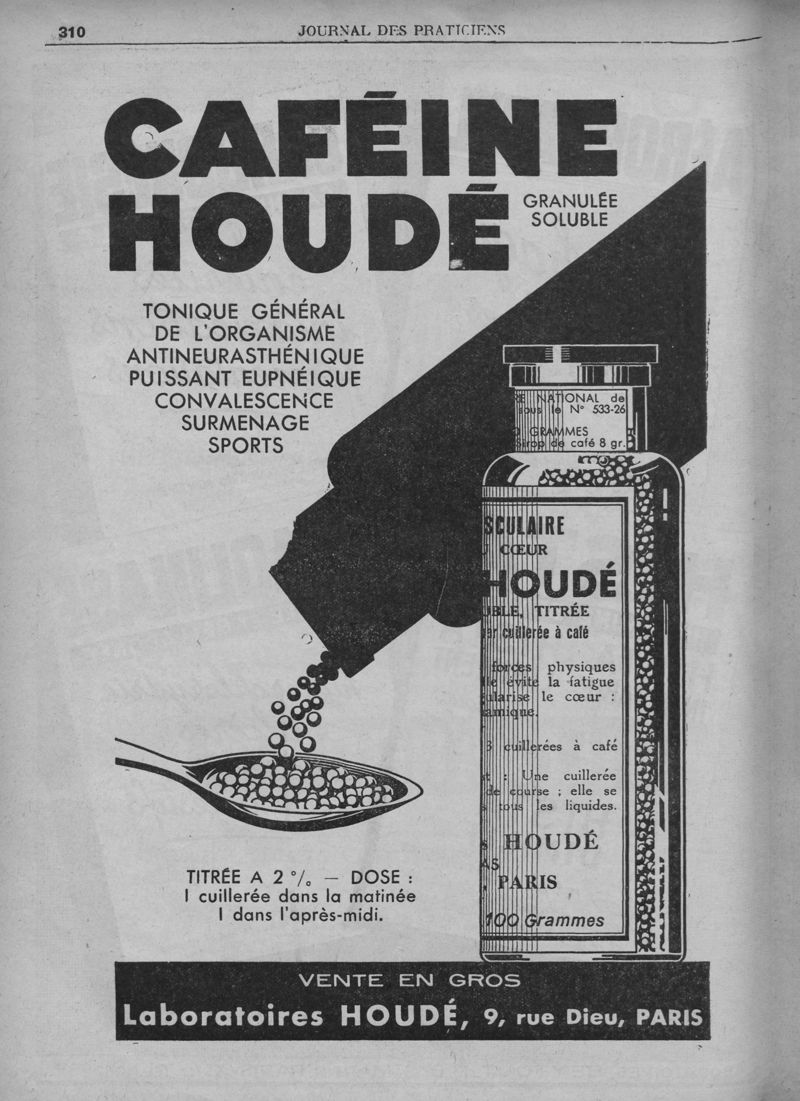 310
JOURNAL DES PRATICIENS
CAFÉINE
HOUDÉ
GRANULÉE
SOLUBLE
TONIQUE GÉNÉRAL
DE L'ORGANISME
ANTINEURASTHÉNIQUE
PUISSANT EUPNÉIQUE
CONVALESCENCE
SURMENAGE
SPORTS
NATIONAL de
sous le N° 533-26
GRAMMES
Sirop de café 8 gr.
SCULAIRE
CŒUR
HOUDÉ
UBLE, TITRÉE
cuillerée à café
forces physiques
évite la fatigue
ularise le cœur :
amique.
3 cuillerées à café
: Une cuillerée
de course ; elle se
tous les liquides.
HOUDÉ
AS
PARIS
100 Grammes
TITRÉE A 2 % — DOSE :
I cuillerée dans la matinée
I dans l'après-midi.
VENTE EN GROS
Laboratoires HOUDÉ, 9, rue Dieu, PARIS